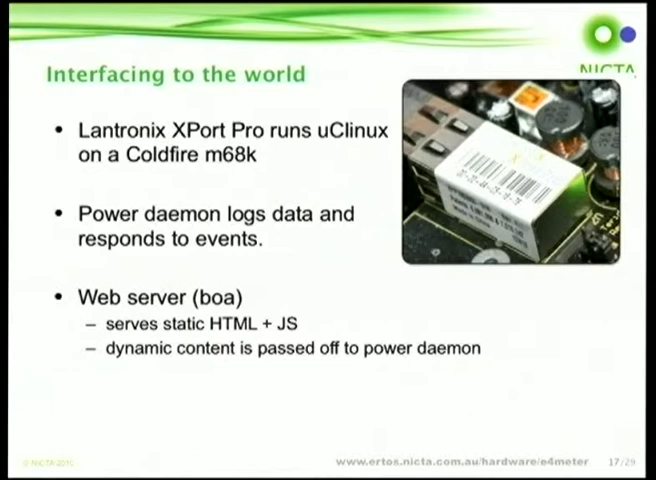 NICTA
Interfacing to the world
• Lantronix XPort Pro runs uClinux
on a Coldfire m68k
• Power daemon logs data and
responds to events.
• Web server (boa)
– serves static HTML + JS
– dynamic content is passed off to power daemon
© NICTA 2010
www.ertos.nicta.com.au/hardware/e4meter
17/29